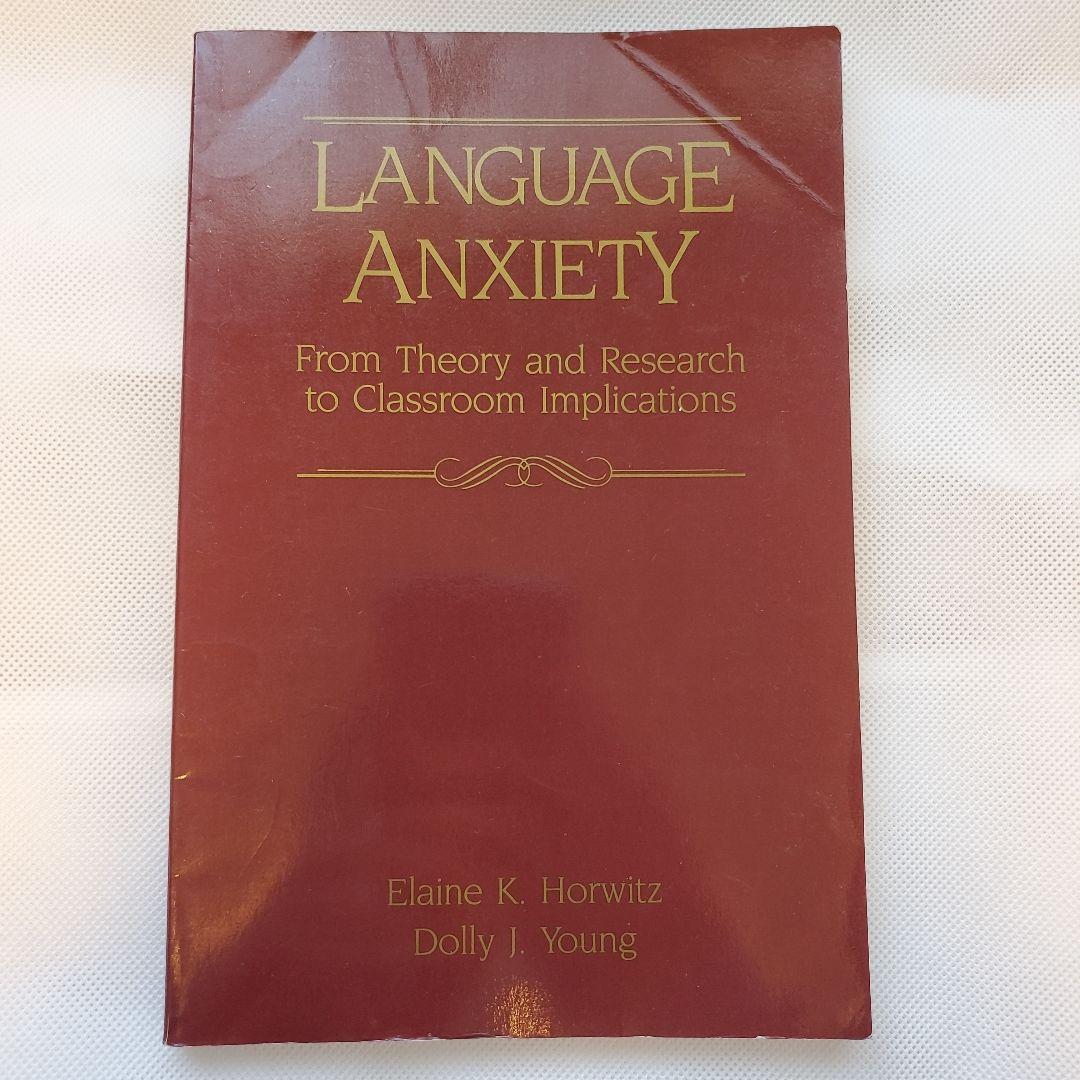 LANGUAGE
ANXIETY
From Theory and Research
to Classroom Implications
Elaine K. Horwitz
Dolly J. Young